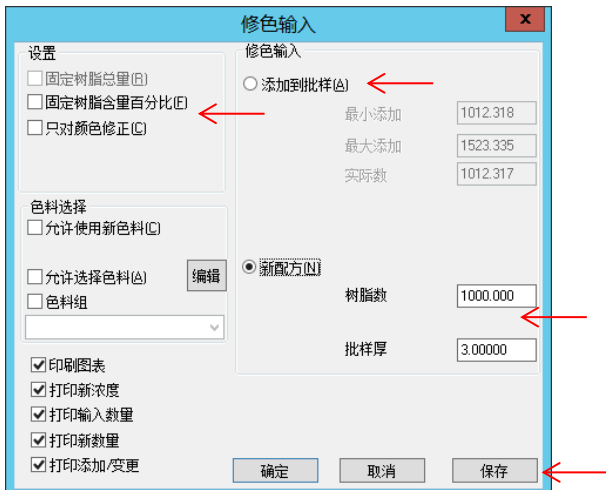 修色输入
x
设置
固定树脂总量(R)
固定树脂含量百分比(F)
只对颜色修正(C)
色料选择
允许使用新色料(C)
允许选择色料(A)
编辑
色料组
印刷图表
打印新浓度
打印输入数量
打印新数量
打印添加/变更
修色输入
添加到批样(A)
最小添加 1012.318
最大添加 1523.335
实际数 1012.317
新配方(N)
树脂数 1000.000
批样厚 3.00000
确定 取消 保存